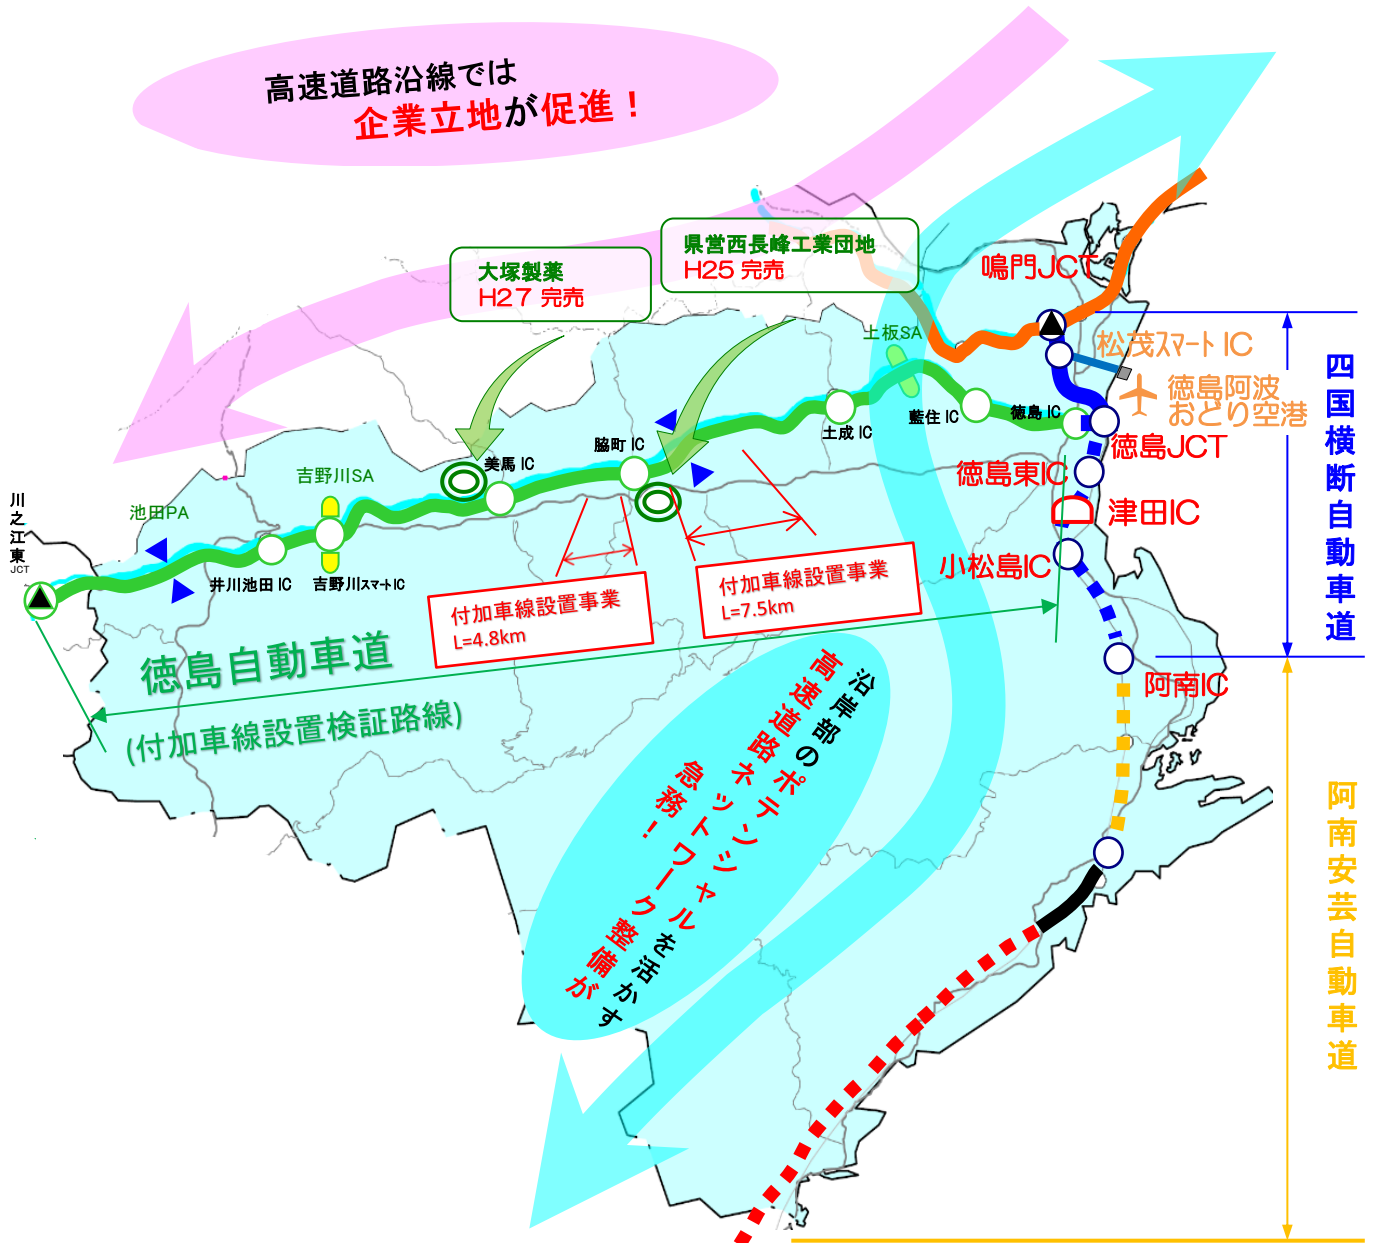 高速道路沿線では
企業立地が促進！
県営西長峰工業団地
H25 完売
大塚製薬
H27 完売
鳴門JCT
土板SA
松茂スマート IC
徳島阿波
おどり空港
四国横断自動車道
藍住 IC
徳島 IC
土成 IC
徳島JCT
脇町 IC
美馬 IC
徳島東IC
吉野川SA
池田PA
川之江東
JCT
津田IC
小松島IC
井川池田 IC
吉野川スマートIC
付加車線設置事業
L=4.8km
付加車線設置事業
L=7.5km
徳島自動車道
(付加車線設置検証路線)
阿南IC
沿岸部のポテンシャルを活かす
高速道路ネットワーク整備が
急務！
阿南安芸自動車道